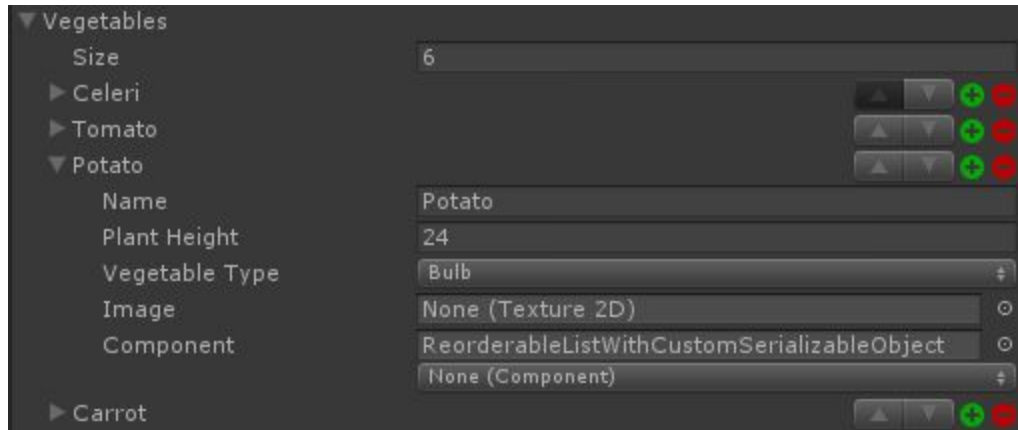 Vegetables
Size 6
Celeri
Tomato
Potato
Name Potato
Plant Height 24
Vegetable Type Bulb
Image None (Texture 2D)
Component ReorderableListWithCustomSerializableObject
None (Component)
Carrot